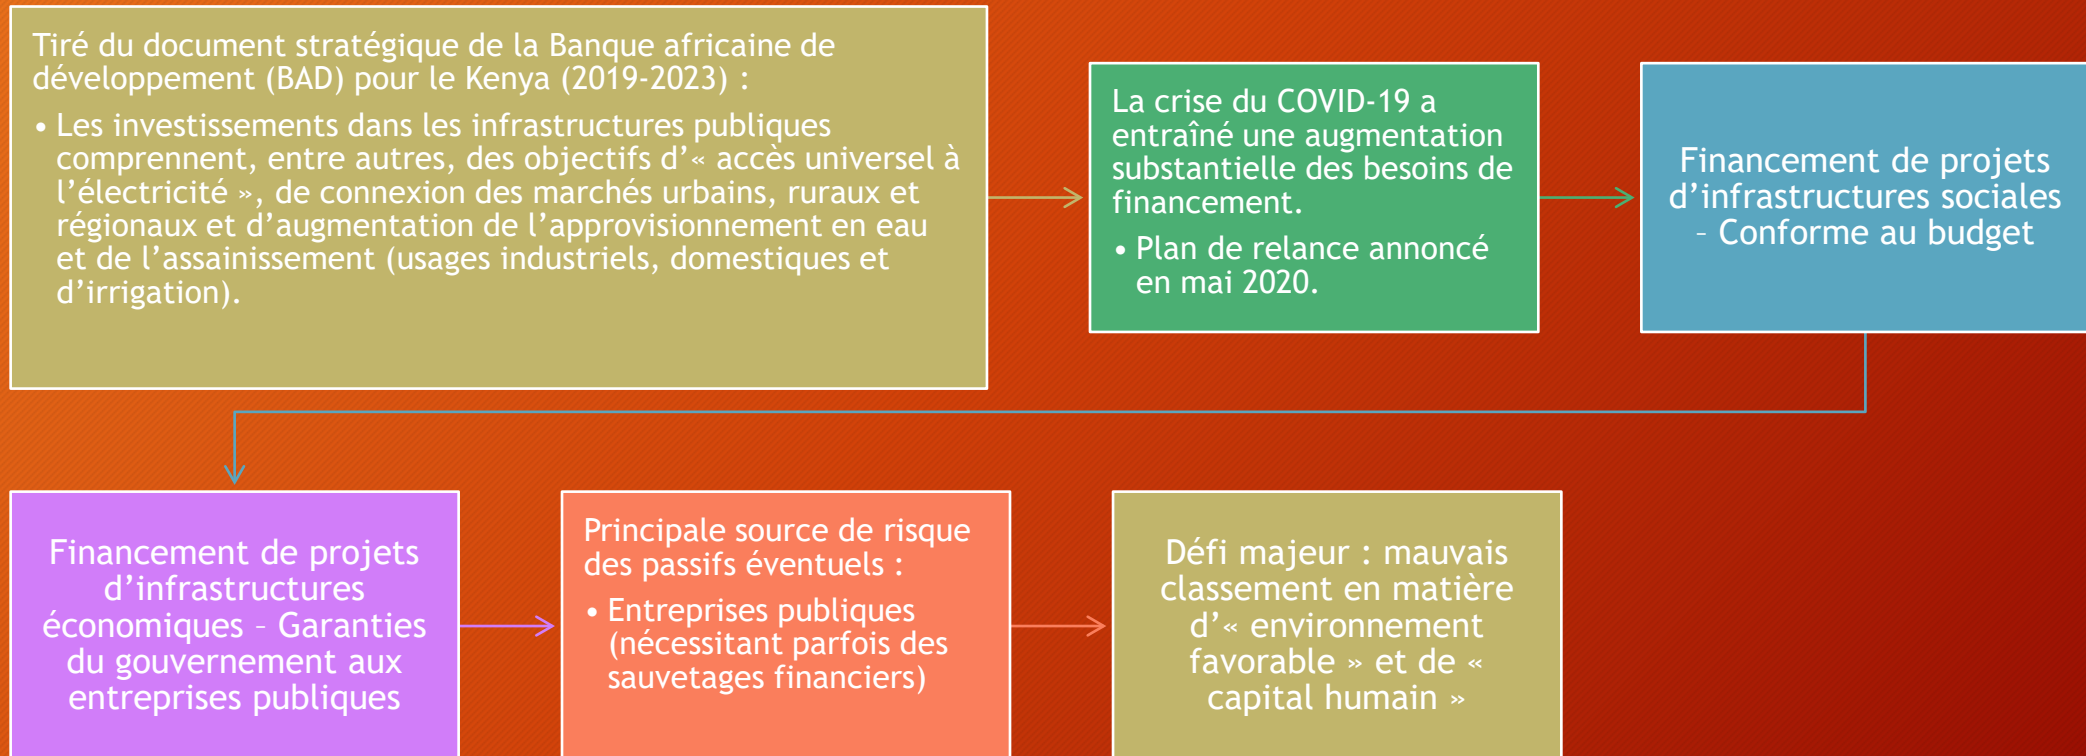 Tiré du document stratégique de la Banque africaine de
développement (BAD) pour le Kenya (2019-2023) :
• Les investissements dans les infrastructures publiques
comprennent, entre autres, des objectifs d’« accès universel à
l’électricité », de connexion des marchés urbains, ruraux et
régionaux et d’augmentation de l’approvisionnement en eau
et de l’assainissement (usages industriels, domestiques et
d’irrigation).
La crise du COVID-19 a
entraîné une augmentation
substantielle des besoins de
financement.
• Plan de relance annoncé
en mai 2020.
Financement de projets
d’infrastructures sociales
– Conforme au budget
Financement de projets
d’infrastructures
économiques – Garanties
du gouvernement aux
entreprises publiques
Principale source de risque
des passifs éventuels :
• Entreprises publiques
(nécessitant parfois des
sauvetages financiers)
Défi majeur : mauvais
classement en matière
d’« environnement
favorable » et de «
capital humain »